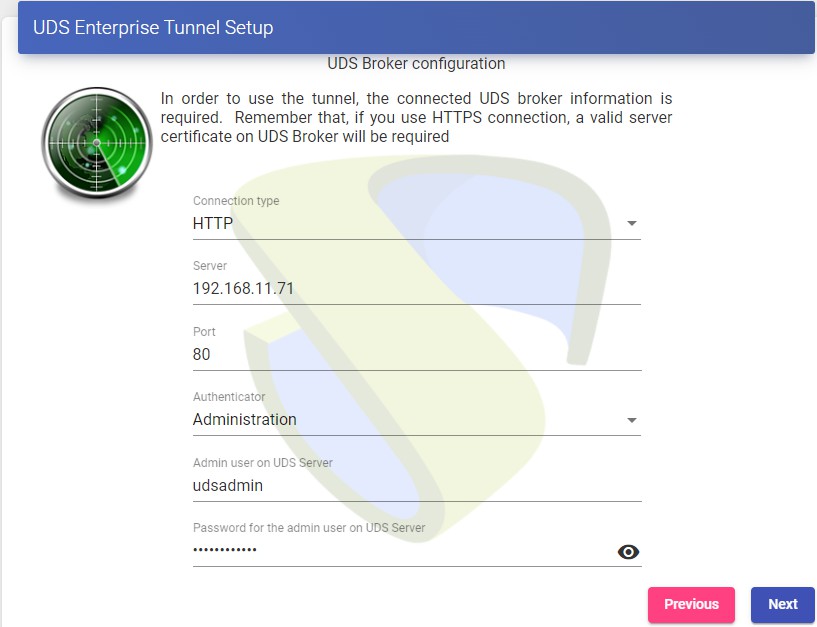 UDS Enterprise Tunnel Setup
UDS Broker configuration
In order to use the tunnel, the connected UDS broker information is
required. Remember that, if you use HTTPS connection, a valid server
certificate on UDS Broker will be required
Connection type
HTTP
Server
192.168.11.71
Port
80
Authenticator
Administration
Admin user on UDS Server
udsadmin
Password for the admin user on UDS Server
••••••••••••
Previous
Next